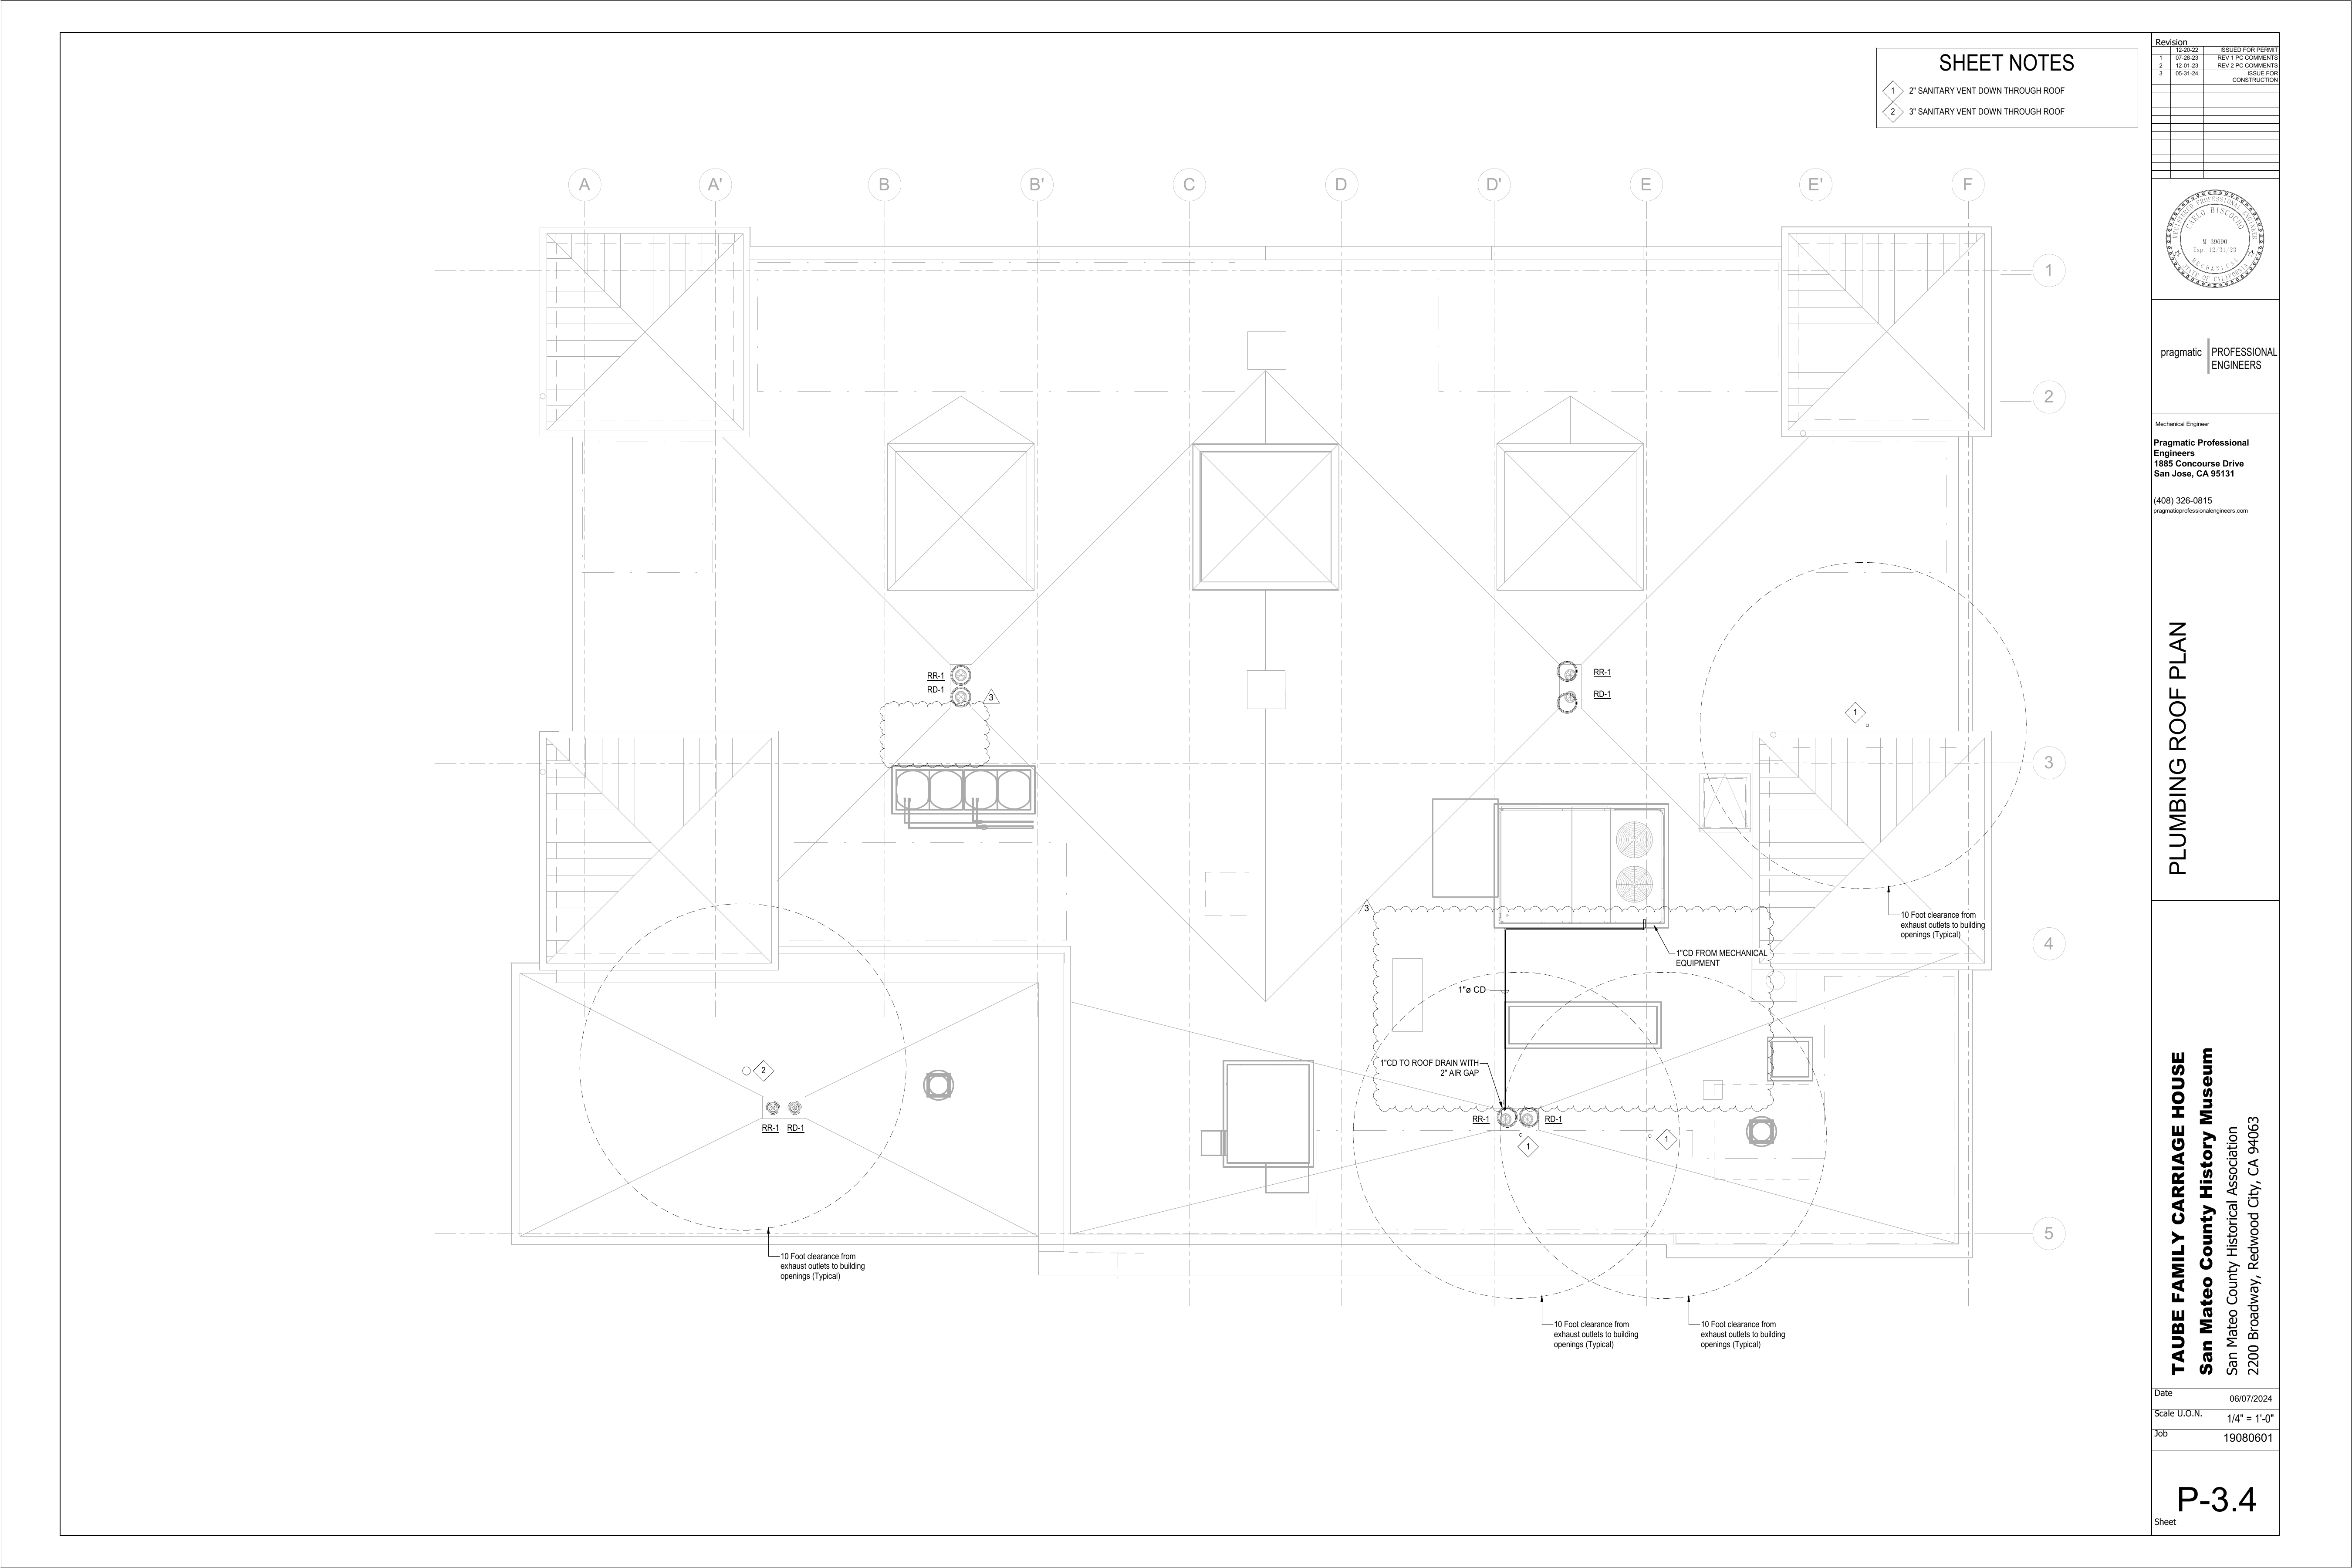 SHEET NOTES
1 2" SANITARY VENT DOWN THROUGH ROOF
2 3" SANITARY VENT DOWN THROUGH ROOF
A A' B B' C D D' E E' F
1
2
3
4
5
RR-1
RD-1
3
RR-1
RD-1
1
3
10 Foot clearance from
exhaust outlets to building
openings (Typical)
1"CD FROM MECHANICAL
EQUIPMENT
1"ø CD
1"CD TO ROOF DRAIN WITH
2" AIR GAP
2
RR-1 RD-1
RR-1
RD-1
1
1
10 Foot clearance from
exhaust outlets to building
openings (Typical)
10 Foot clearance from
exhaust outlets to building
openings (Typical)
10 Foot clearance from
exhaust outlets to building
openings (Typical)
Revision
12-20-22 ISSUED FOR PERMIT
1 07-28-23 REV 1 PC COMMENTS
2 12-01-23 REV 2 PC COMMENTS
3 05-31-24 ISSUE FOR
CONSTRUCTION
REGISTERED PROFESSIONAL ENGINEER
CARLO BISCOCHO
Exp. 12/31/23
MECHANICAL
STATE OF CALIFORNIA
pragmatic PROFESSIONAL
ENGINEERS
Mechanical Engineer
Pragmatic Professional
Engineers
1885 Concourse Drive
San Jose, CA 95131
(408) 326-0815
pragmaticprofessionalengineers.com
PLUMBING ROOF PLAN
TAUBE FAMILY CARRIAGE HOUSE
San Mateo County History Museum
San Mateo County Historical Association
2200 Broadway, Redwood City, CA 94063
Date
06/07/2024
Scale U.O.N.
1/4" = 1'-0"
Job
19080601
P-3.4
Sheet